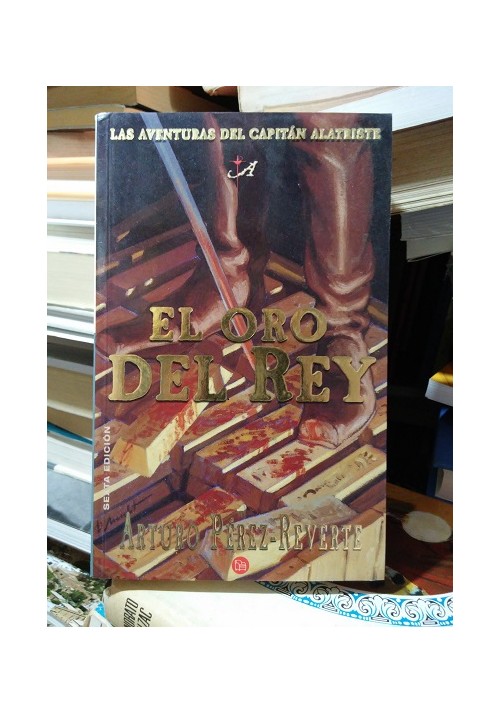 LAS AVENTURAS DEL CAPITÁN ALATRISTE
A
EL ORO
DEL REY
SEXTA EDICIÓN
ARTURO PÉREZ-REVERTE